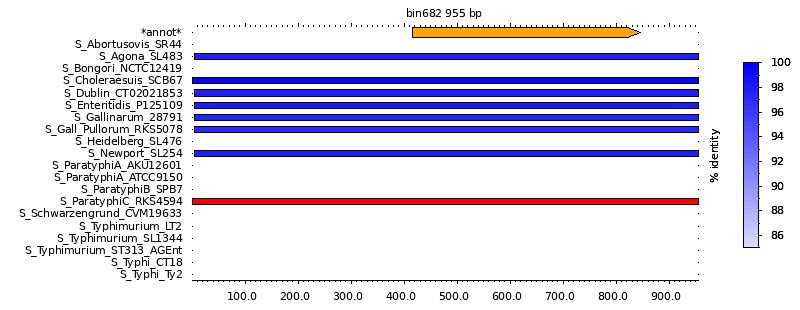 bin682 955 bp
*annot*
S_Abortusovis_SR44
S_Agona_SL483
S_Bongori_NCTC12419
S_Choleraesuis_SCB67
S_Dublin_CT02021853
S_Enteritidis_P125109
S_Gallinarum_28791
S_Gall_Pullorum_RKS5078
S_Heidelberg_SL476
S_Newport_SL254
S_ParatyphiA_AKU12601
S_ParatyphiA_ATCC9150
S_ParatyphiB_SPB7
S_ParatyphiC_RKS4594
S_Schwarzengrund_CVM19633
S_Typhimurium_LT2
S_Typhimurium_SL1344
S_Typhimurium_ST313_AGEnt
S_Typhi_CT18
S_Typhi_Ty2
100.0 200.0 300.0 400.0 500.0 600.0 700.0 800.0 900.0
% identity
100
98
96
94
92
90
88
86